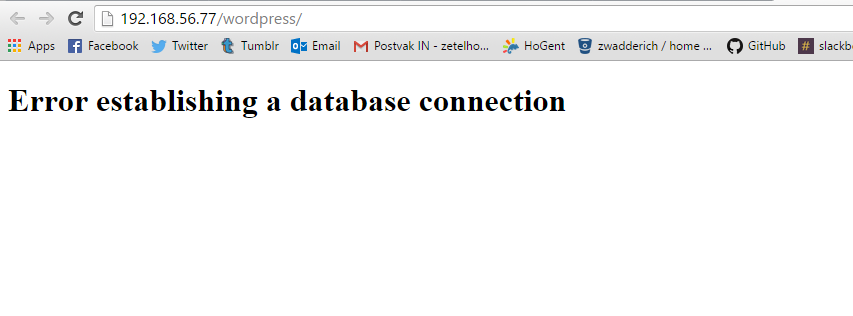 192.168.56.77/wordpress/
Apps Facebook Twitter Tumblr Email Postvak IN - zetelho... HoGent zwadderich / home ... GitHub # slackb
Error establishing a database connection